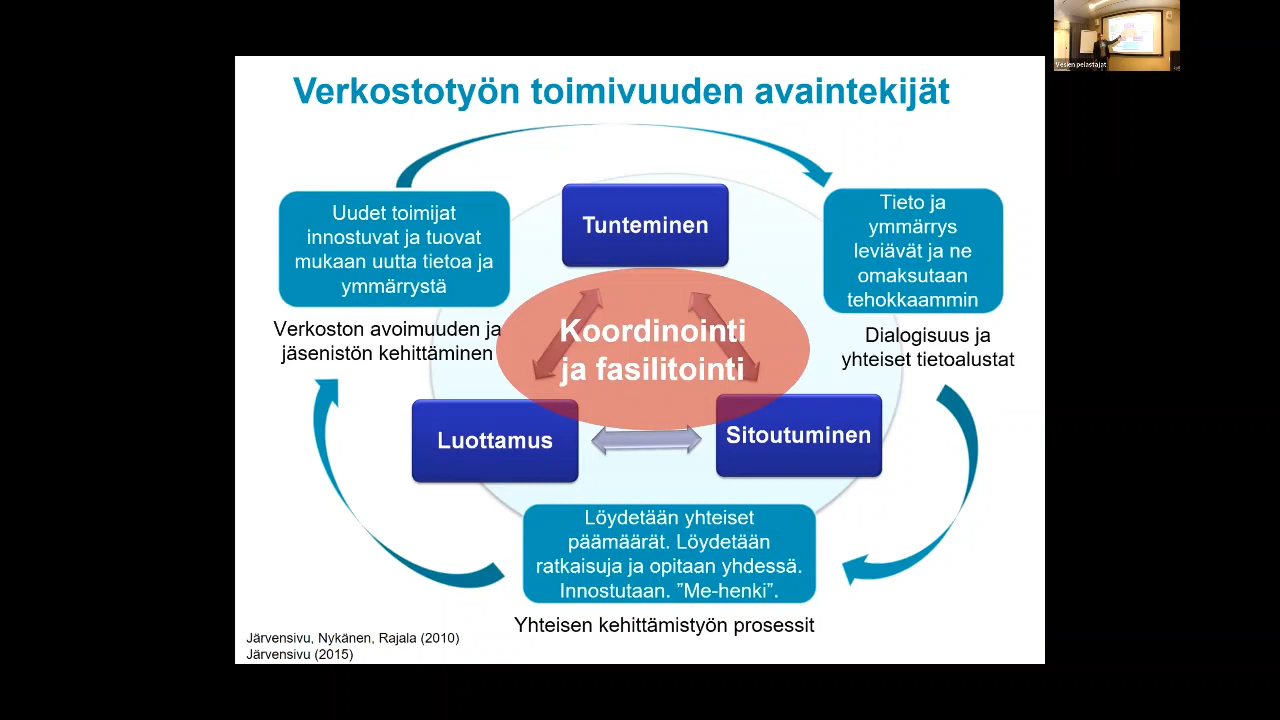 Vesien pelastajat
Verkostotyön toimivuuden avaintekijät
Uudet toimijat
innostuvat ja tuovat
mukaan uutta tietoa ja
ymmärrystä
Verkoston avoimuuden ja
jäsenistön kehittäminen
Tunteminen
Tieto ja
ymmärrys
leviävät ja ne
omaksutaan
tehokkaammin
Dialogisuus ja
yhteiset tietoalustat
Koordinointi
ja fasilitointi
Luottamus
Sitoutuminen
Löydetään yhteiset
päämäärät. Löydetään
ratkaisuja ja opitaan yhdessä.
Innostutaan. ”Me-henki”.
Yhteisen kehittämistyön prosessit
Järvensivu, Nykänen, Rajala (2010)
Järvensivu (2015)